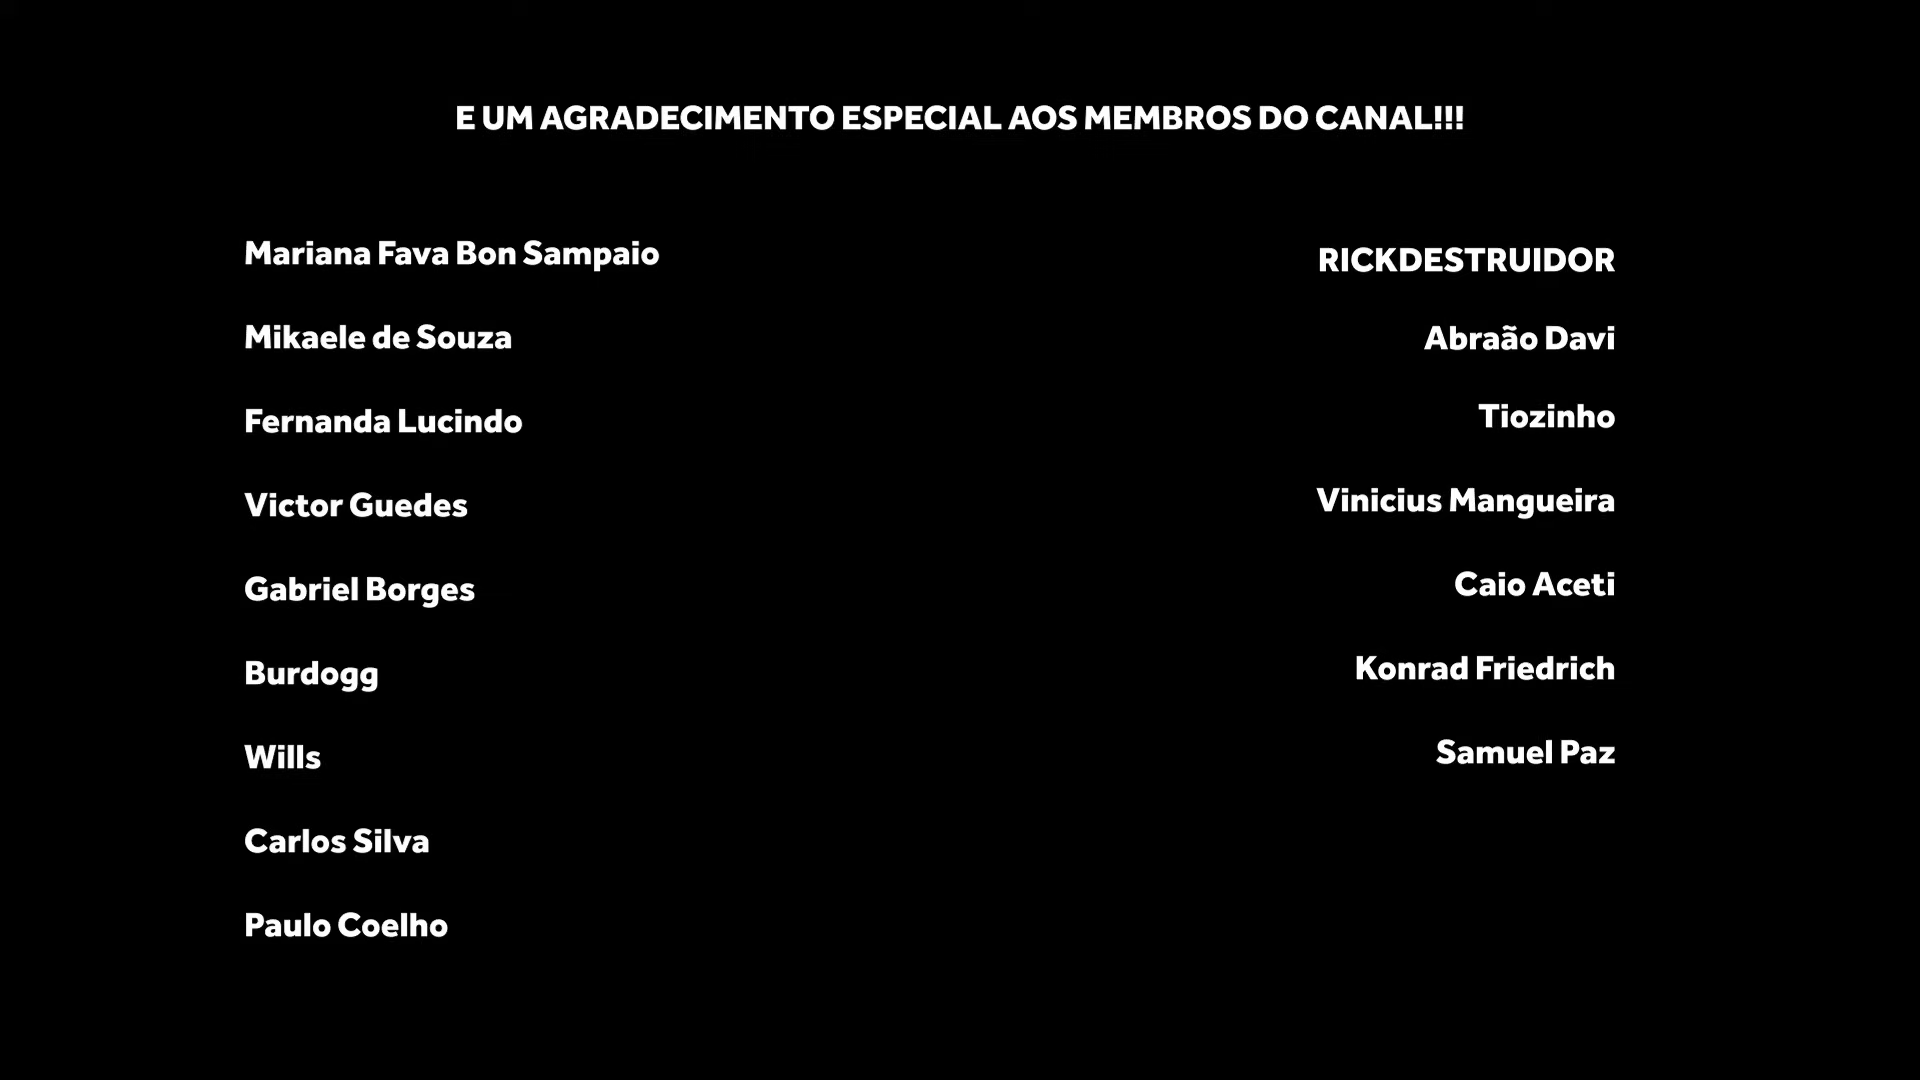 E UM AGRADECIMENTO ESPECIAL AOS MEMBROS DO CANAL!!!
Mariana Fava Bon Sampaio
Mikaele de Souza
Fernanda Lucindo
Victor Guedes
Gabriel Borges
Burdogg
Wills
Carlos Silva
Paulo Coelho
RICKDESTRUIDOR
Abraão Davi
Tiozinho
Vinicius Mangueira
Caio Aceti
Konrad Friedrich
Samuel Paz